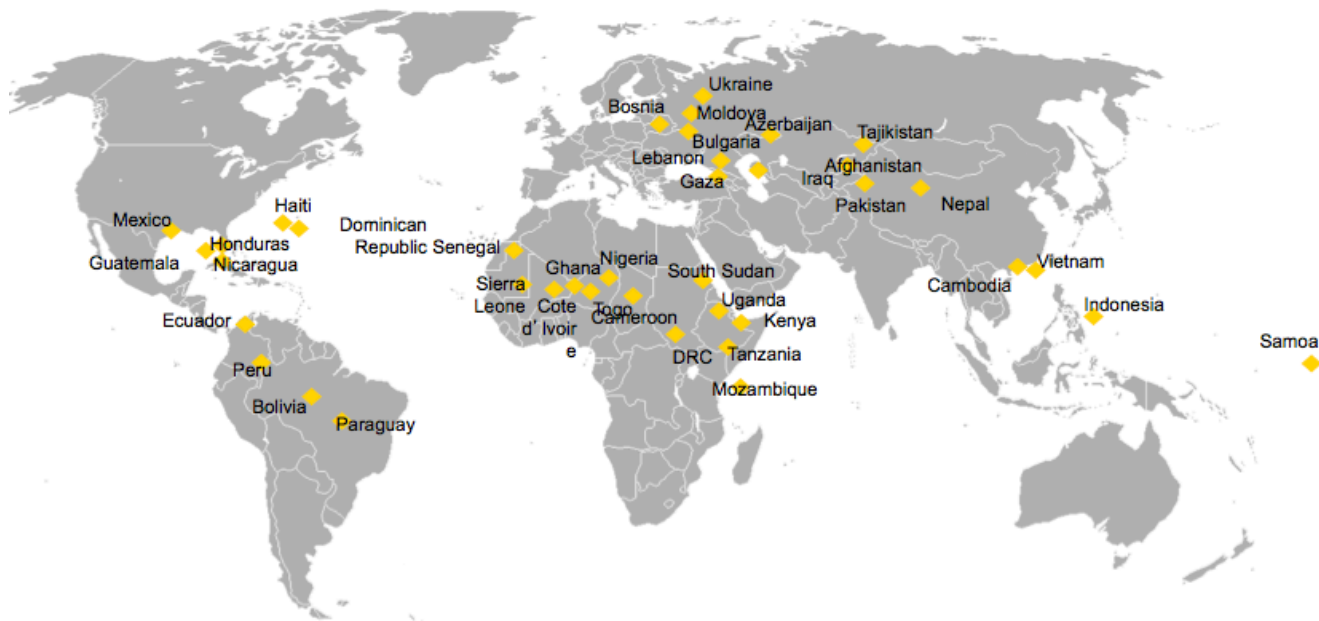 Ukraine
Bosnia
Moldova
Azerbaijan
Tajikistan
Bulgaria
Lebanon
Afghanistan
Gaza
Iraq
Pakistan
Nepal
Haiti
Mexico
Dominican
Republic Senegal
Honduras
Guatemala
Nicaragua
Nigeria
Ghana
South Sudan
Vietnam
Cambodia
Sierra
Leone
Cote
d' Ivoir
e
Togo
Cameroon
Uganda
Kenya
Indonesia
Ecuador
DRC
Tanzania
Samoa
Peru
Mozambique
Bolivia
Paraguay